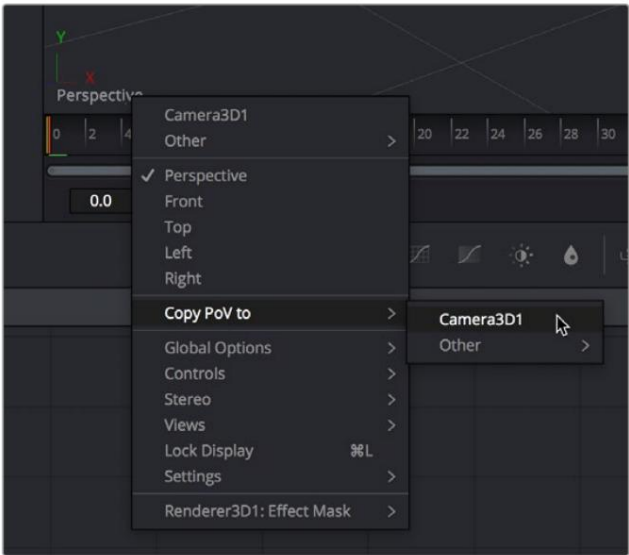 Y
X
Perspective
0 2 4 20 22 24 26 28 30
0.0
Camera3D1
Other >
✓ Perspective
Front
Top
Left
Right
Copy PoV to >
Camera3D1
Other >
Global Options >
Controls >
Stereo >
Views >
Lock Display ⌘L
Settings >
Renderer3D1: Effect Mask >